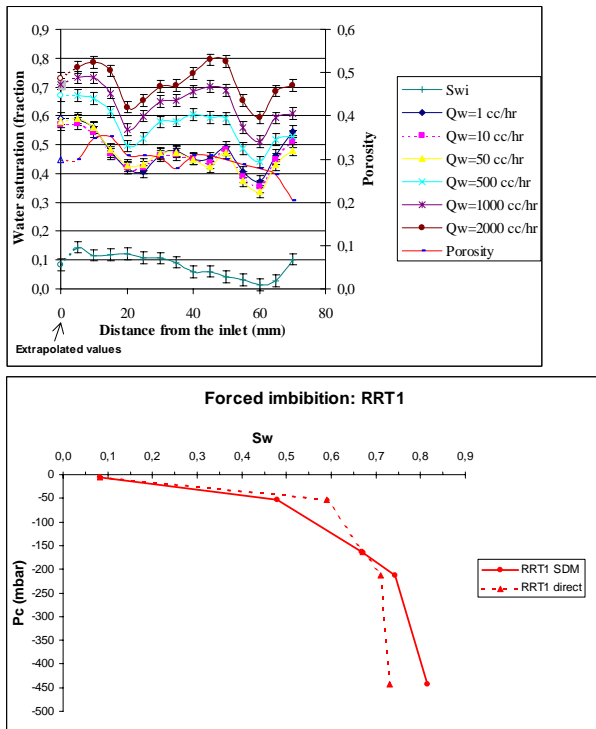 0,9
0,8
0,7
0,6
0,5
0,4
0,3
0,2
0,1
0,0
Water saturation (fraction
0,6
0,5
0,4
0,3
0,2
0,1
0,0
Porosity
0
20
40
60
80
Distance from the inlet (mm)
Extrapolated values
Swi
Qw=1 cc/hr
Qw=10 cc/hr
Qw=50 cc/hr
Qw=500 cc/hr
Qw=1000 cc/hr
Qw=2000 cc/hr
Porosity
Forced imbibition: RRT1
Sw
0,0
0,1
0,2
0,3
0,4
0,5
0,6
0,7
0,8
0,9
0
-50
-100
-150
-200
-250
-300
-350
-400
-450
-500
Pc (mbar)
RRT1 SDM
RRT1 direct